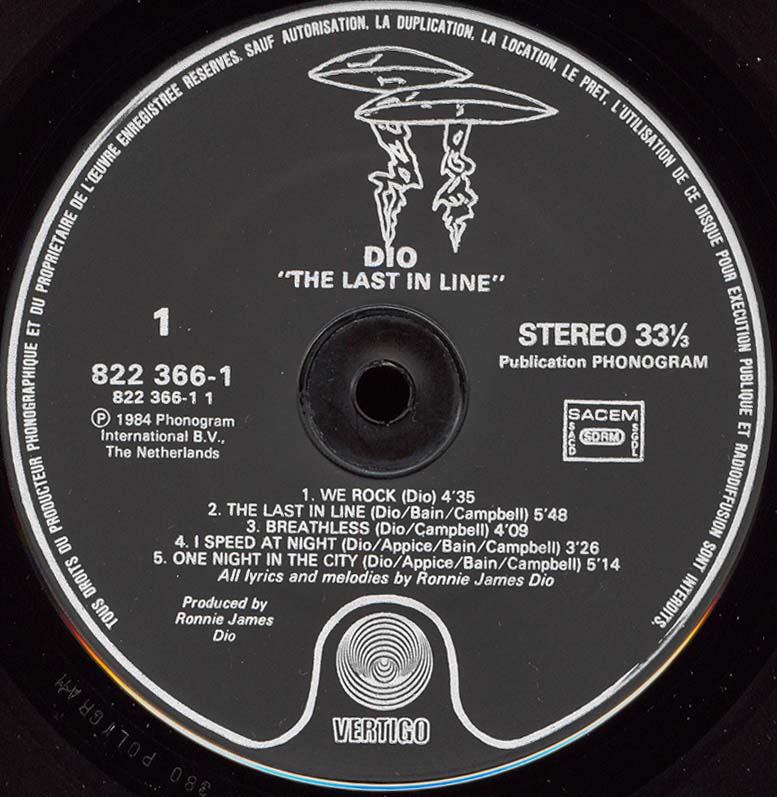 TOUS DROITS DU PRODUCTEUR PHONOGRAPHIQUE ET DU PROPRIETAIRE DE L'ŒUVRE ENREGISTREE RESERVES. SAUF AUTORISATION, LA DUPLICATION, LA LOCATION, LE PRET, L'UTILISATION DE CE DISQUE POUR EXECUTION PUBLIQUE ET RADIODIFFUSION SONT INTERDITS.
DIO
"THE LAST IN LINE"
1
822 366-1
822 366-1 1
Ⓟ 1984 Phonogram
International B.V.,
The Netherlands
STEREO 33⅓
Publication PHONOGRAM
SACEM
SACD
SDRM
SGDL
1. WE ROCK (Dio) 4'35
2. THE LAST IN LINE (Dio/Bain/Campbell) 5'48
3. BREATHLESS (Dio/Campbell) 4'09
4. I SPEED AT NIGHT (Dio/Appice/Bain/Campbell) 3'26
5. ONE NIGHT IN THE CITY (Dio/Appice/Bain/Campbell) 5'14
All lyrics and melodies by Ronnie James Dio
Produced by
Ronnie James
Dio
VERTIGO
380 POLYGRAM